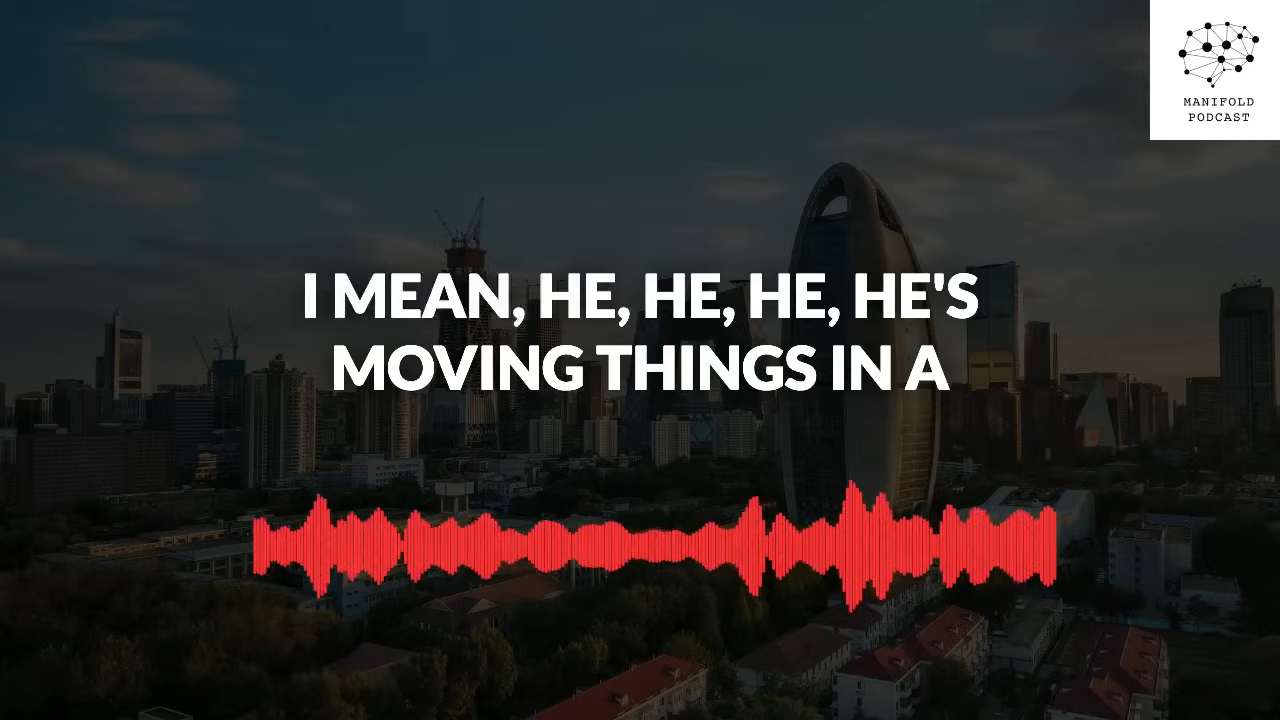 MANIFOLD
PODCAST
I MEAN, HE, HE, HE, HE'S
MOVING THINGS IN A